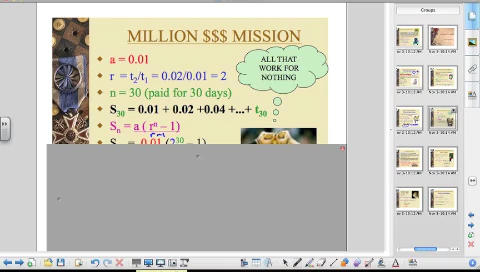 Groups
MILLION $$$ MISSION
a = 0.01
r = t₂/t₁ = 0.02/0.01 = 2
n = 30 (paid for 30 days)
S₃₀ = 0.01 + 0.02 +0.04 +...+ t₃₀
Sₙ = a ( rⁿ – 1)
ALL THAT
WORK FOR
NOTHING